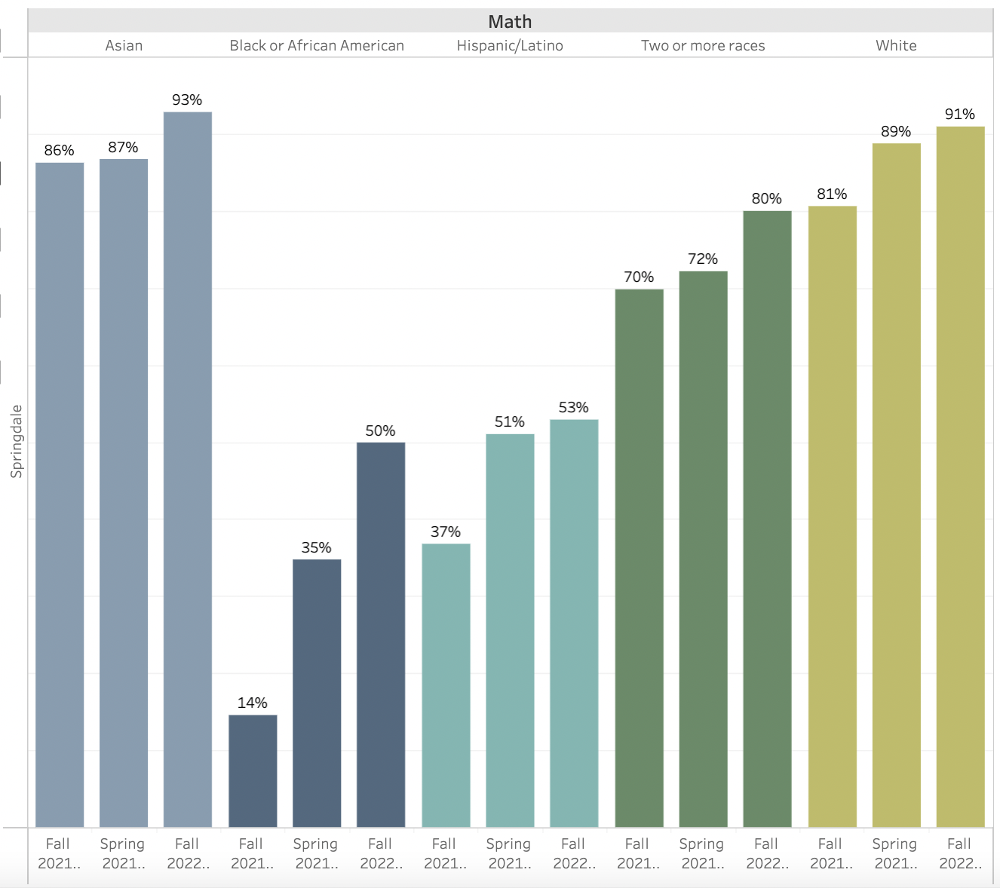 Math
Asian Black or African American Hispanic/Latino Two or more races White
93%
91%
86% 87%
89%
80% 81%
72%
70%
53%
51%
50%
37%
35%
14%
Springdale
Fall Spring Fall Fall Spring Fall Fall Spring Fall Fall Spring Fall Fall Spring Fall
2021.. 2021.. 2022.. 2021.. 2021.. 2022.. 2021.. 2021.. 2022.. 2021.. 2021.. 2022.. 2021.. 2021.. 2022..